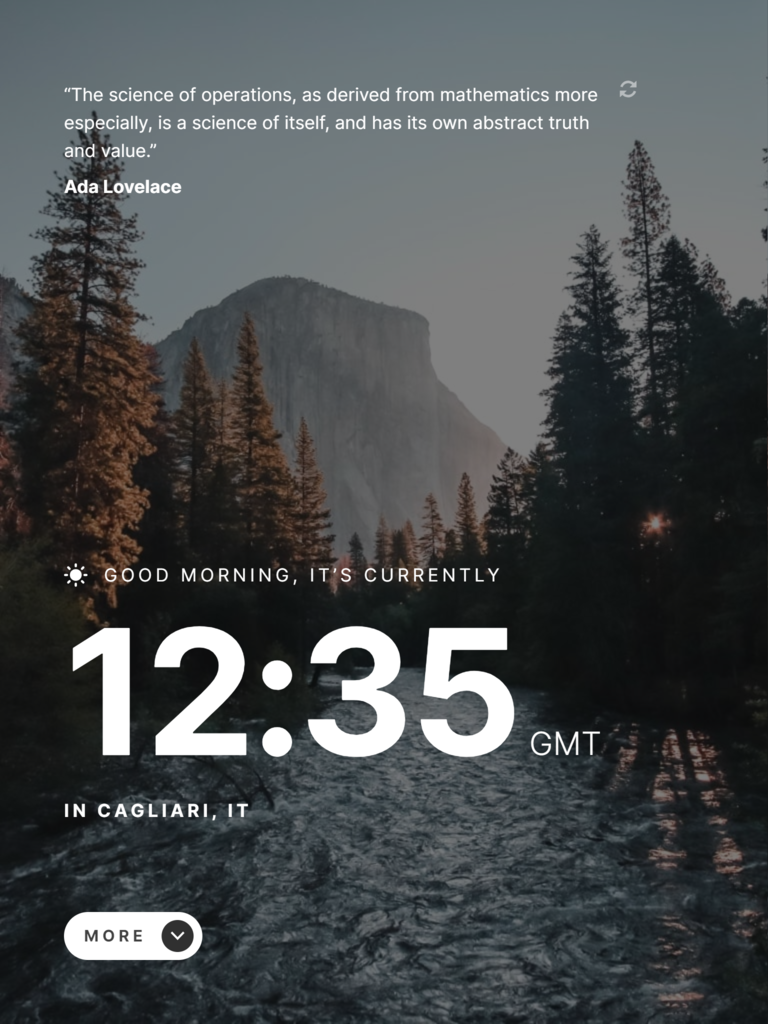 “The science of operations, as derived from mathematics more
especially, is a science of itself, and has its own abstract truth
and value.”
Ada Lovelace
GOOD MORNING, IT’S CURRENTLY
12:35 GMT
IN CAGLIARI, IT
MORE